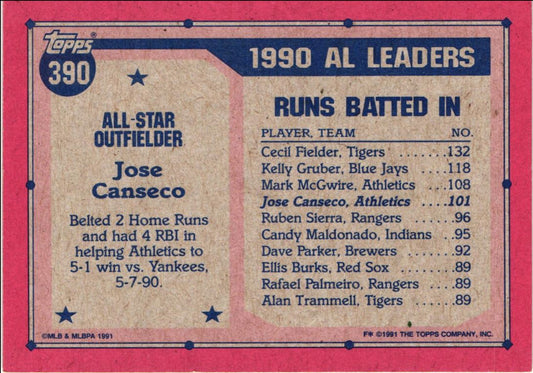 topps®
390
1990 AL LEADERS
ALL-STAR
OUTFIELDER
Jose
Canseco
Belted 2 Home Runs
and had 4 RBI in
helping Athletics to
5-1 win vs. Yankees,
5-7-90.
RUNS BATTED IN
PLAYER, TEAM NO.
Cecil Fielder, Tigers ......132
Kelly Gruber, Blue Jays ....118
Mark McGwire, Athletics ...108
Jose Canseco, Athletics ....101
Ruben Sierra, Rangers .....96
Candy Maldonado, Indians ..95
Dave Parker, Brewers ......92
Ellis Burks, Red Sox .......89
Rafael Palmeiro, Rangers ...89
Alan Trammell, Tigers .....89
©MLB & MLBPA 1991
F* ©1991 THE TOPPS COMPANY, INC.